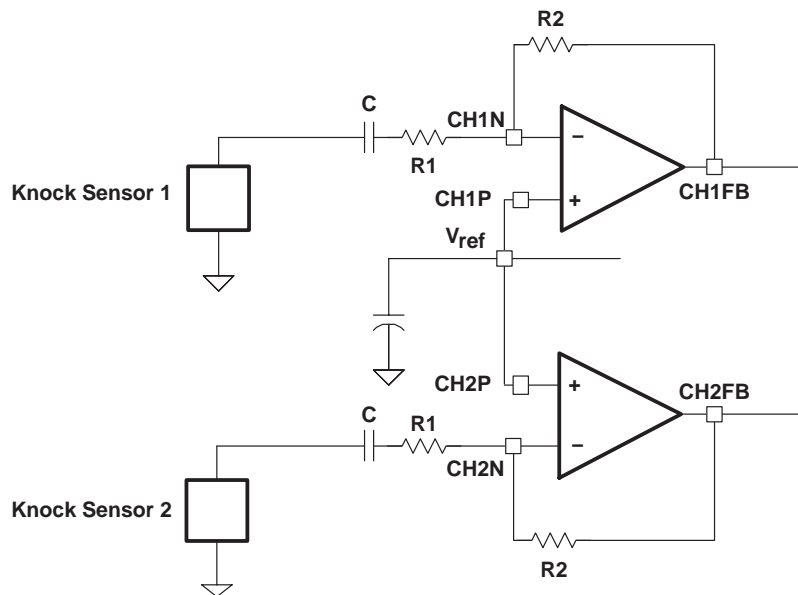 R2
C
CH1N
R1
Knock Sensor 1
CH1P
CH1FB
Vref
CH2P
CH2FB
C
R1
CH2N
Knock Sensor 2
R2